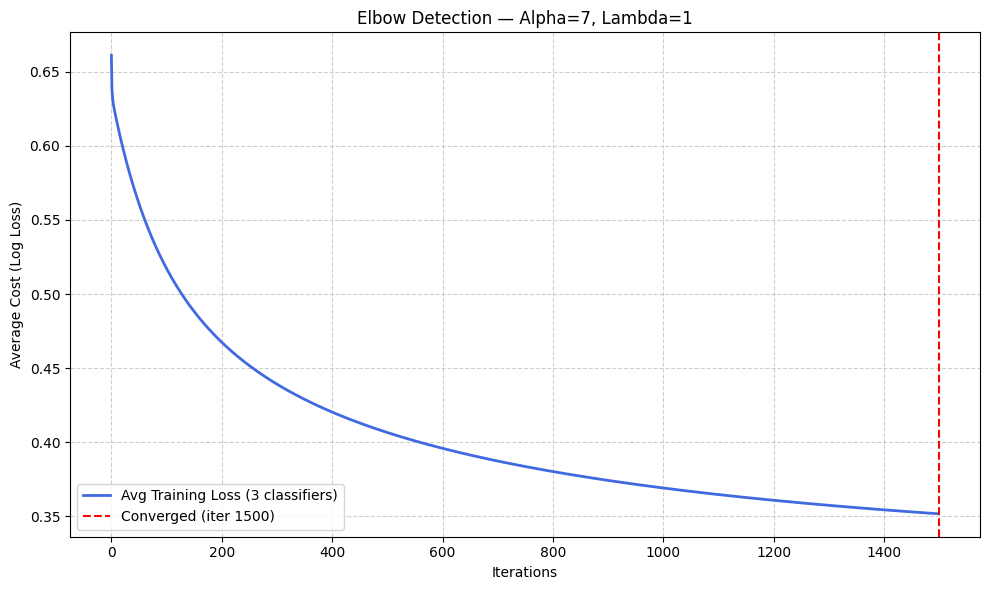 Elbow Detection — Alpha=7, Lambda=1
Average Cost (Log Loss)
0.65
0.60
0.55
0.50
0.45
0.40
0.35
Avg Training Loss (3 classifiers)
Converged (iter 1500)
0 200 400 600 800 1000 1200 1400
Iterations